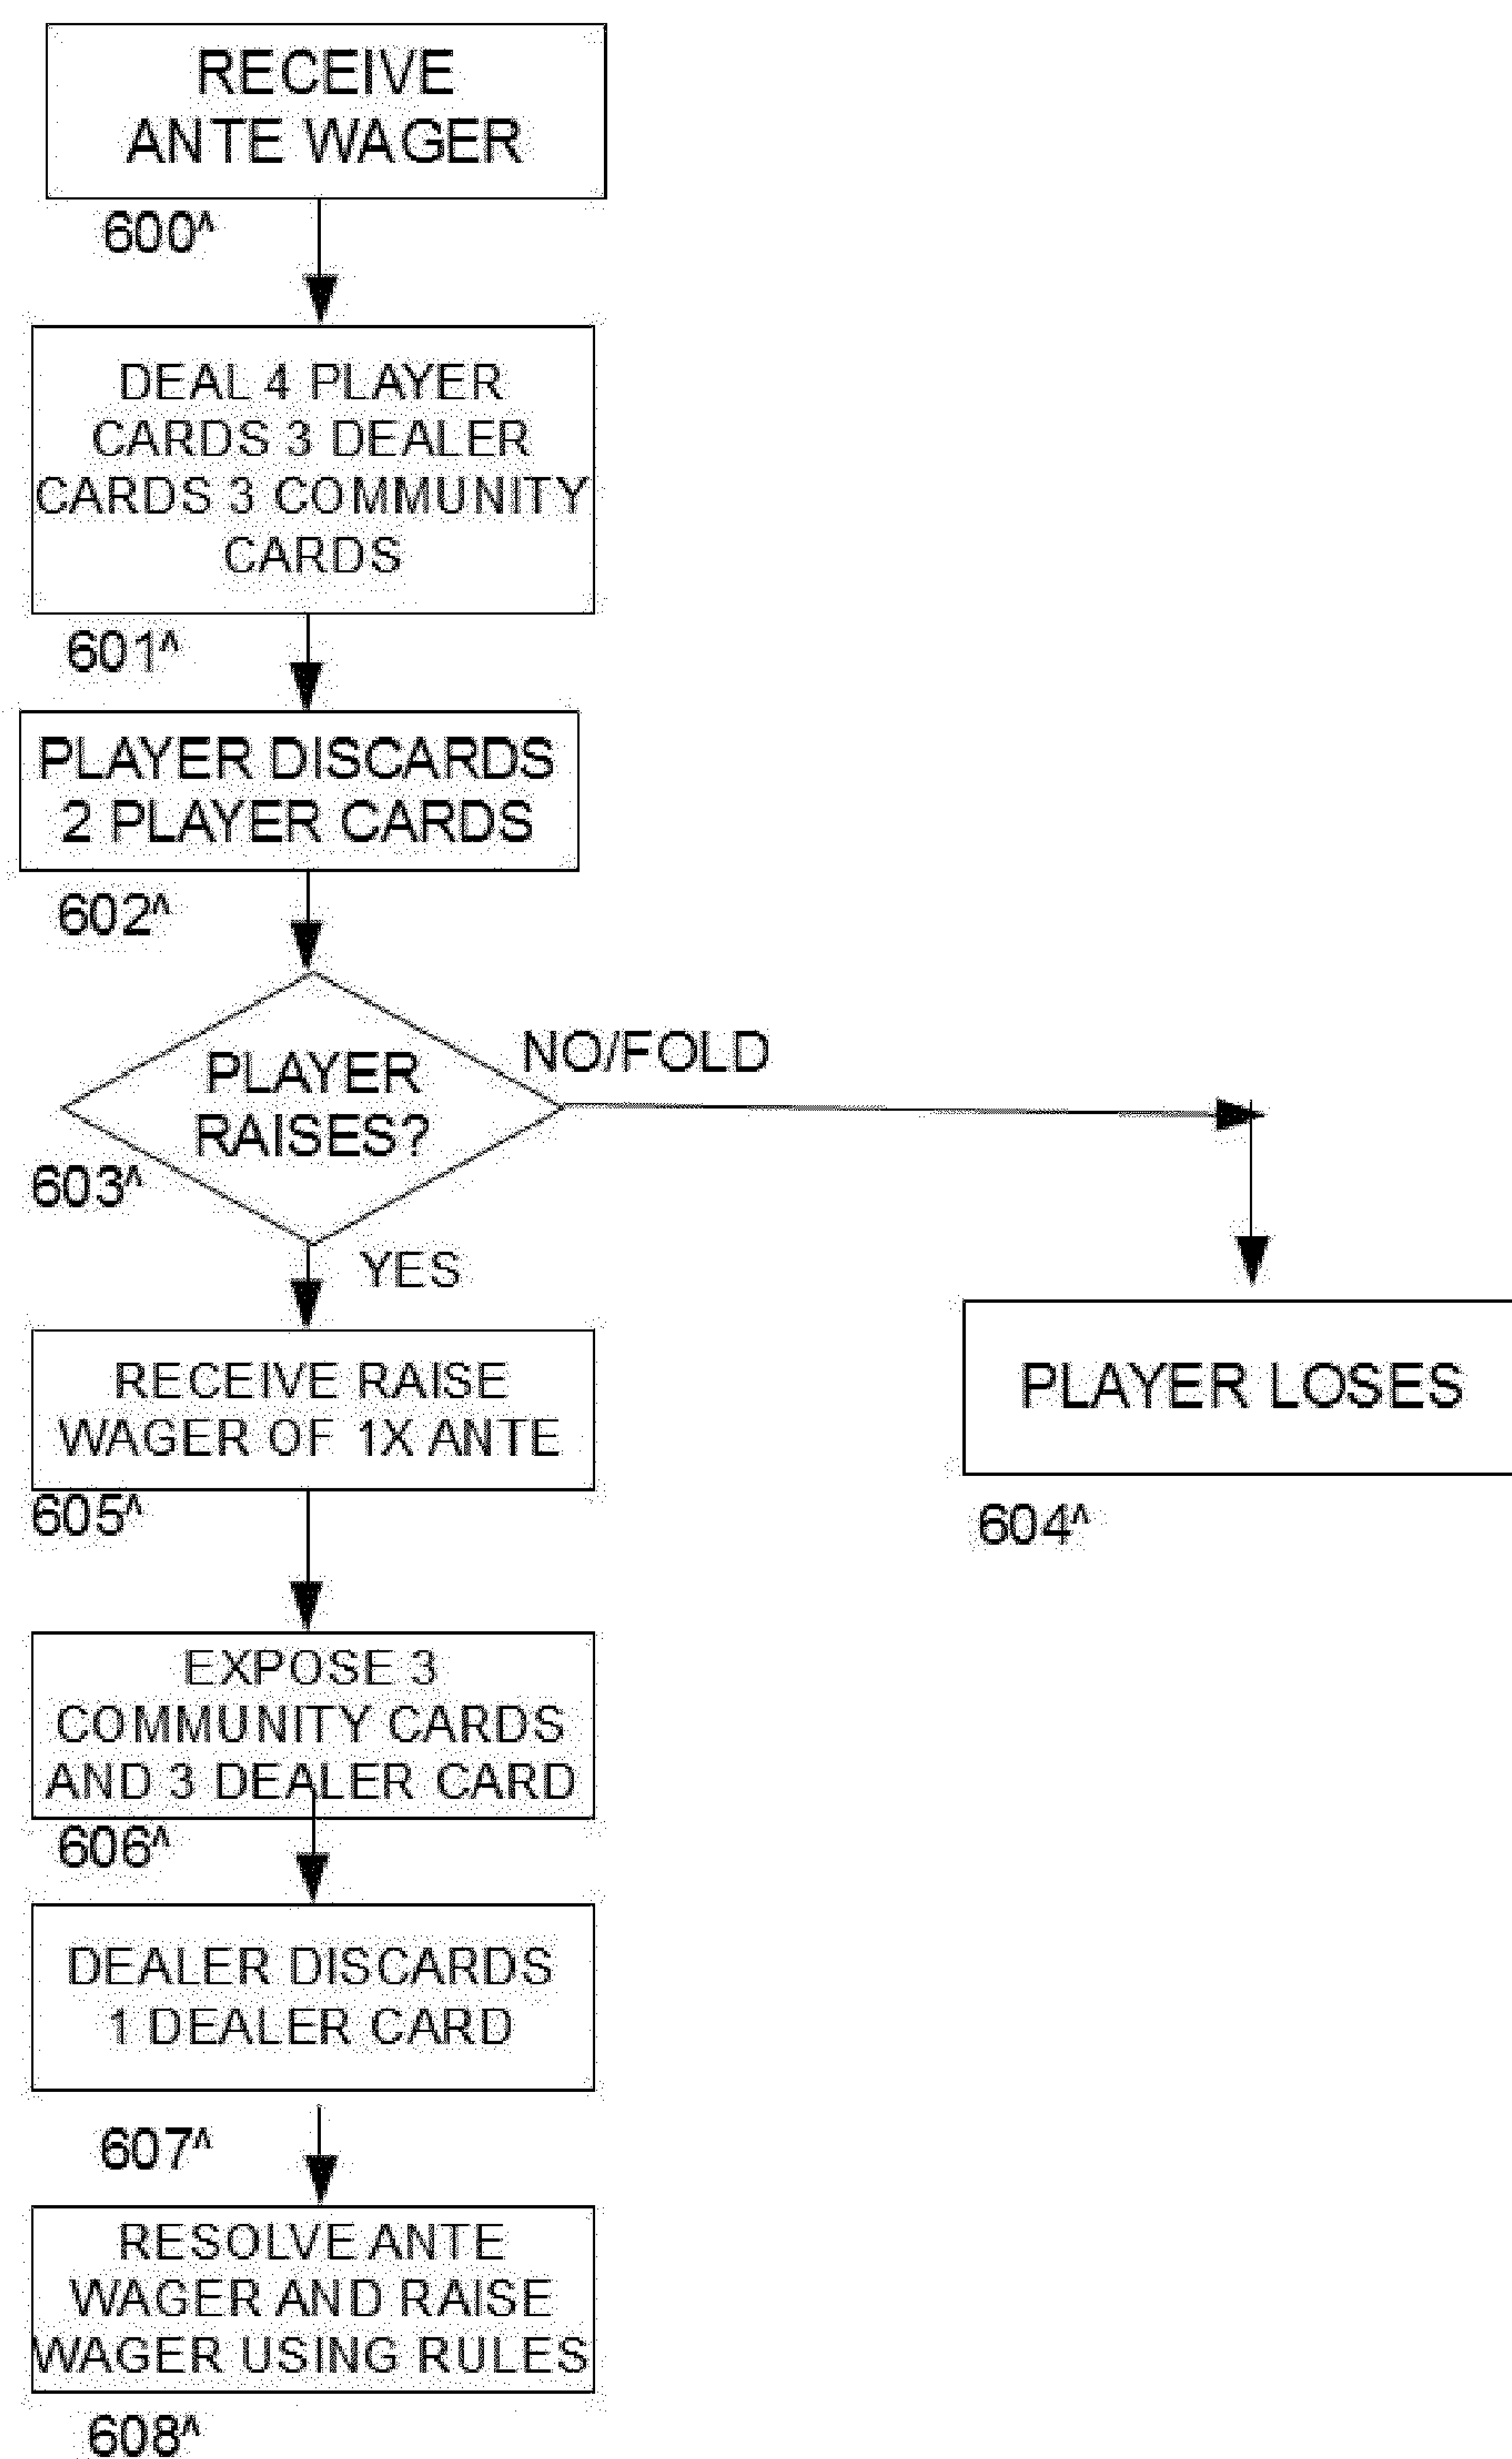 RECEIVE
ANTE WAGER
600^
DEAL 4 PLAYER
CARDS 3 DEALER
CARDS 3 COMMUNITY
CARDS
601^
PLAYER DISCARDS
2 PLAYER CARDS
602^
NO/FOLD
PLAYER
RAISES?
603^
YES
RECEIVE RAISE
WAGER OF 1X ANTE
605^
PLAYER LOSES
604^
EXPOSE 3
COMMUNITY CARDS
AND 3 DEALER CARD
606^
DEALER DISCARDS
1 DEALER CARD
607^
RESOLVE ANTE
WAGER AND RAISE
WAGER USING RULES
608^